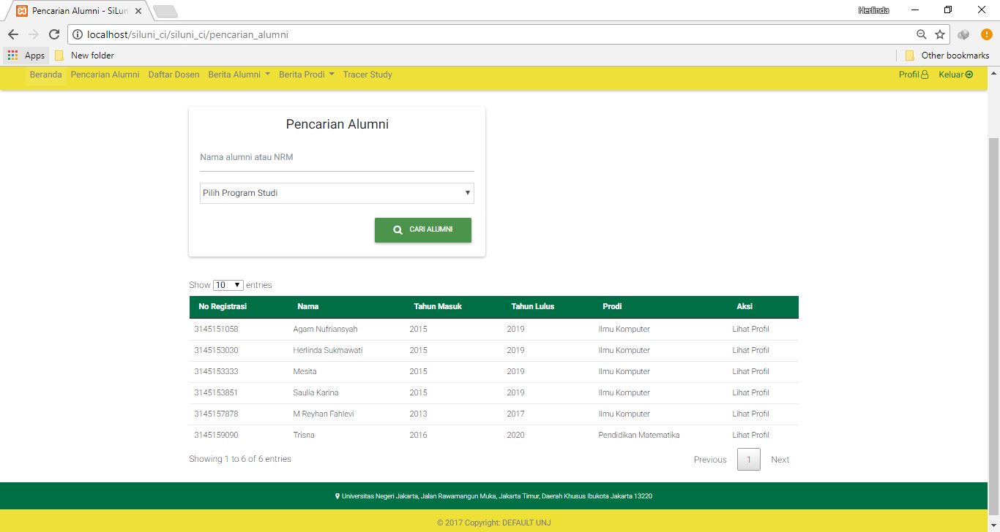 Pencarian Alumni - SiLun
Herlinda
localhost/siluni_ci/siluni_ci/pencarian_alumni
Apps New folder Other bookmarks
Beranda Pencarian Alumni Daftar Dosen Berita Alumni Berita Prodi Tracer Study Profil Keluar
Pencarian Alumni
Nama alumni atau NRM
Pilih Program Studi
CARI ALUMNI
Show 10 entries
No Registrasi Nama Tahun Masuk Tahun Lulus Prodi Aksi
3145151058 Agam Nufriansyah 2015 2019 Ilmu Komputer Lihat Profil
3145153030 Herlinda Sukmawati 2015 2019 Ilmu Komputer Lihat Profil
3145153333 Mesita 2015 2019 Ilmu Komputer Lihat Profil
3145153851 Saulia Karina 2015 2019 Ilmu Komputer Lihat Profil
3145157878 M Reyhan Fahlevi 2013 2017 Ilmu Komputer Lihat Profil
3145159090 Trisna 2016 2020 Pendidikan Matematika Lihat Profil
Showing 1 to 6 of 6 entries Previous 1 Next
Universitas Negeri Jakarta, Jalan Rawamangun Muka, Jakarta Timur, Daerah Khusus Ibukota Jakarta 13220
© 2017 Copyright: DEFAULT UNJ